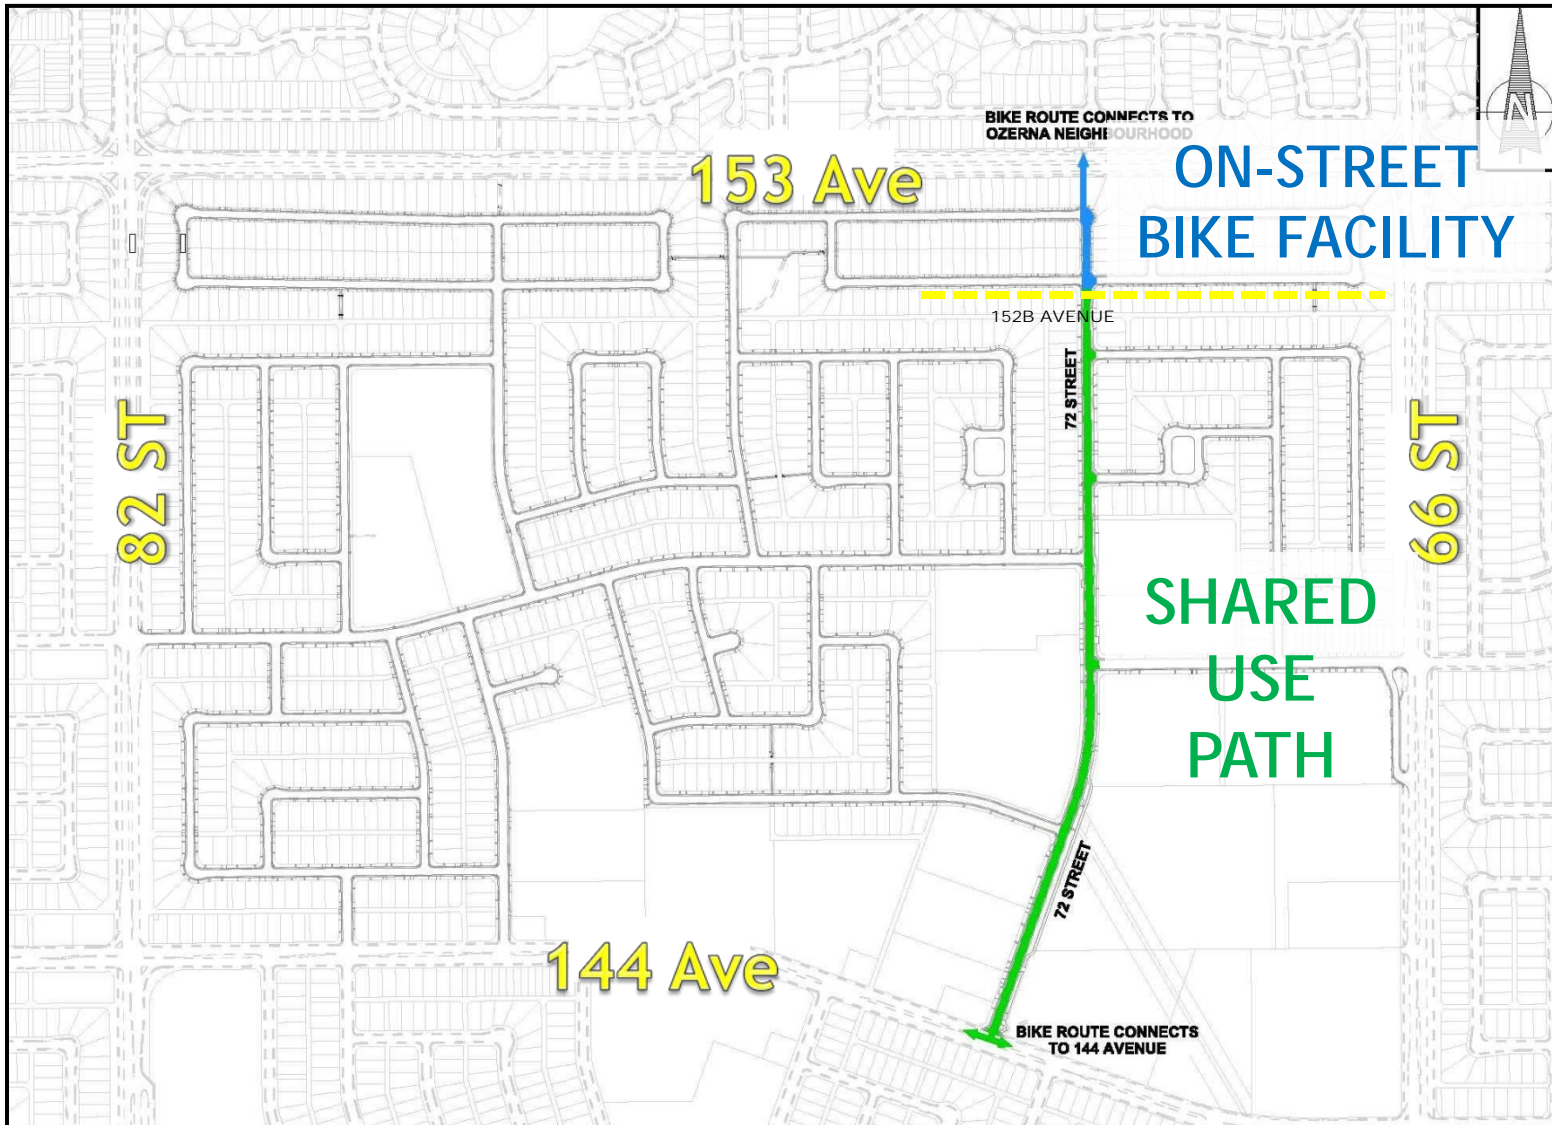 BIKE ROUTE CONNECTS TO
OZERNA NEIGHBOURHOOD
N
153 Ave
ON-STREET
BIKE FACILITY
152B AVENUE
72 STREET
82 ST
66 ST
SHARED
USE
PATH
72 STREET
144 Ave
BIKE ROUTE CONNECTS
TO 144 AVENUE